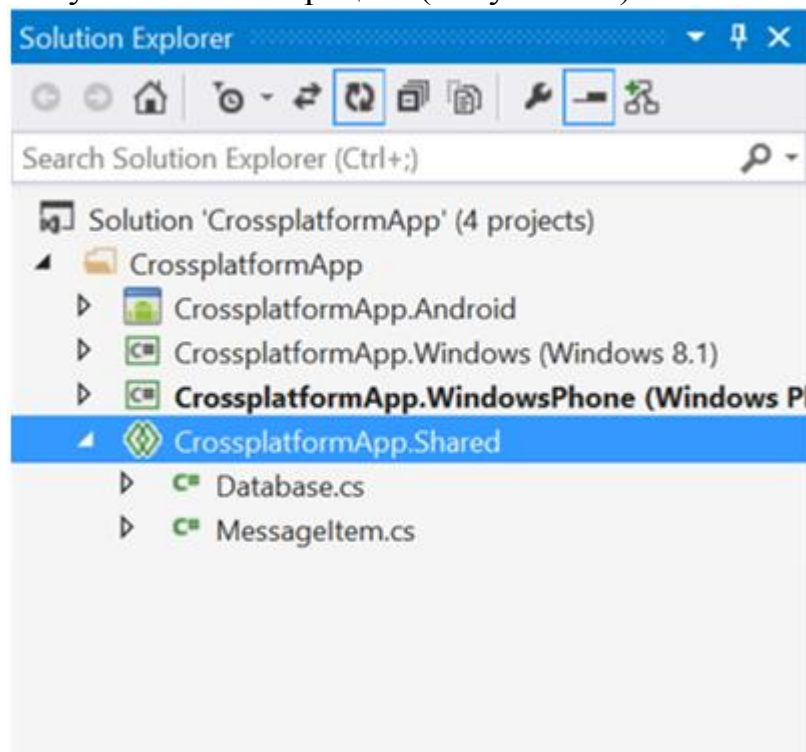 Solution Explorer
Search Solution Explorer (Ctrl+;)
Solution 'CrossplatformApp' (4 projects)
CrossplatformApp
CrossplatformApp.Android
C# CrossplatformApp.Windows (Windows 8.1)
C# CrossplatformApp.WindowsPhone (Windows
CrossplatformApp.Shared
C# Database.cs
C# MessageItem.cs